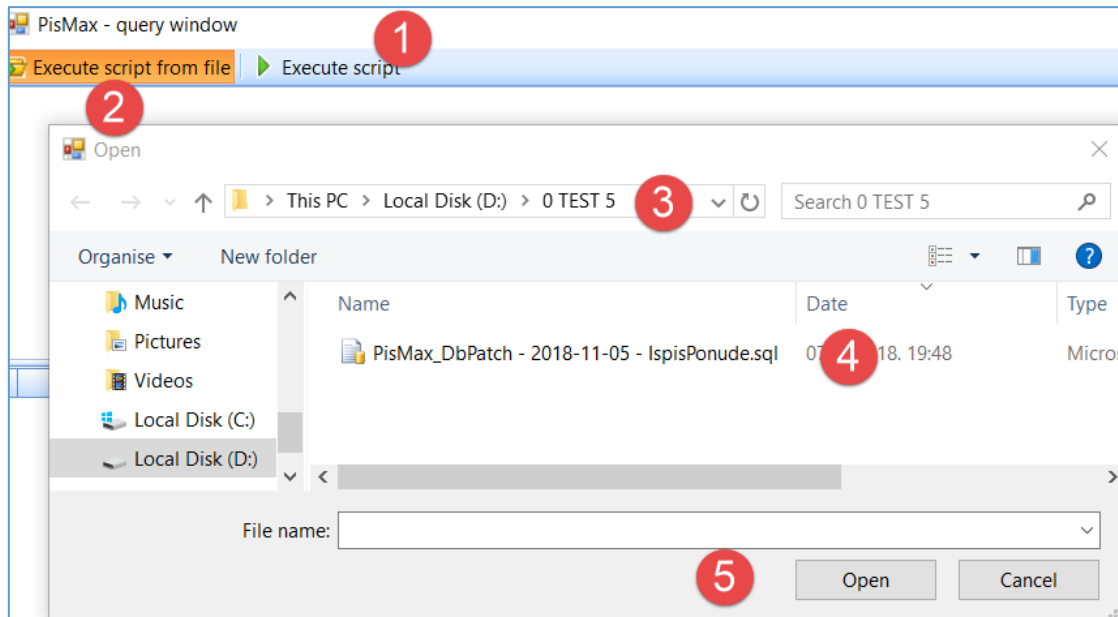 PisMax - query window
1
Execute script from file Execute script
2
Open
This PC > Local Disk (D:) > 0 TEST 5 3 Search 0 TEST 5
Organise New folder ?
Music Name Date Type
Pictures PisMax_DbPatch - 2018-11-05 - IspisPonude.sql 07 4 18. 19:48 Micro
Videos
Local Disk (C:)
Local Disk (D:)
File name:
5 Open Cancel